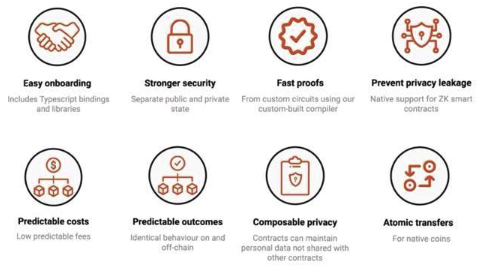 Easy onboarding
Includes Typescript bindings
and libraries
Stronger security
Separate public and private
state
Fast proofs
From custom circuits using our
custom-built compiler
Prevent privacy leakage
Native support for ZK smart
contracts
Predictable costs
Low predictable fees
Predictable outcomes
Identical behaviour on and
off-chain
Composable privacy
Contracts can maintain
personal data not shared with
other contracts
Atomic transfers
For native coins